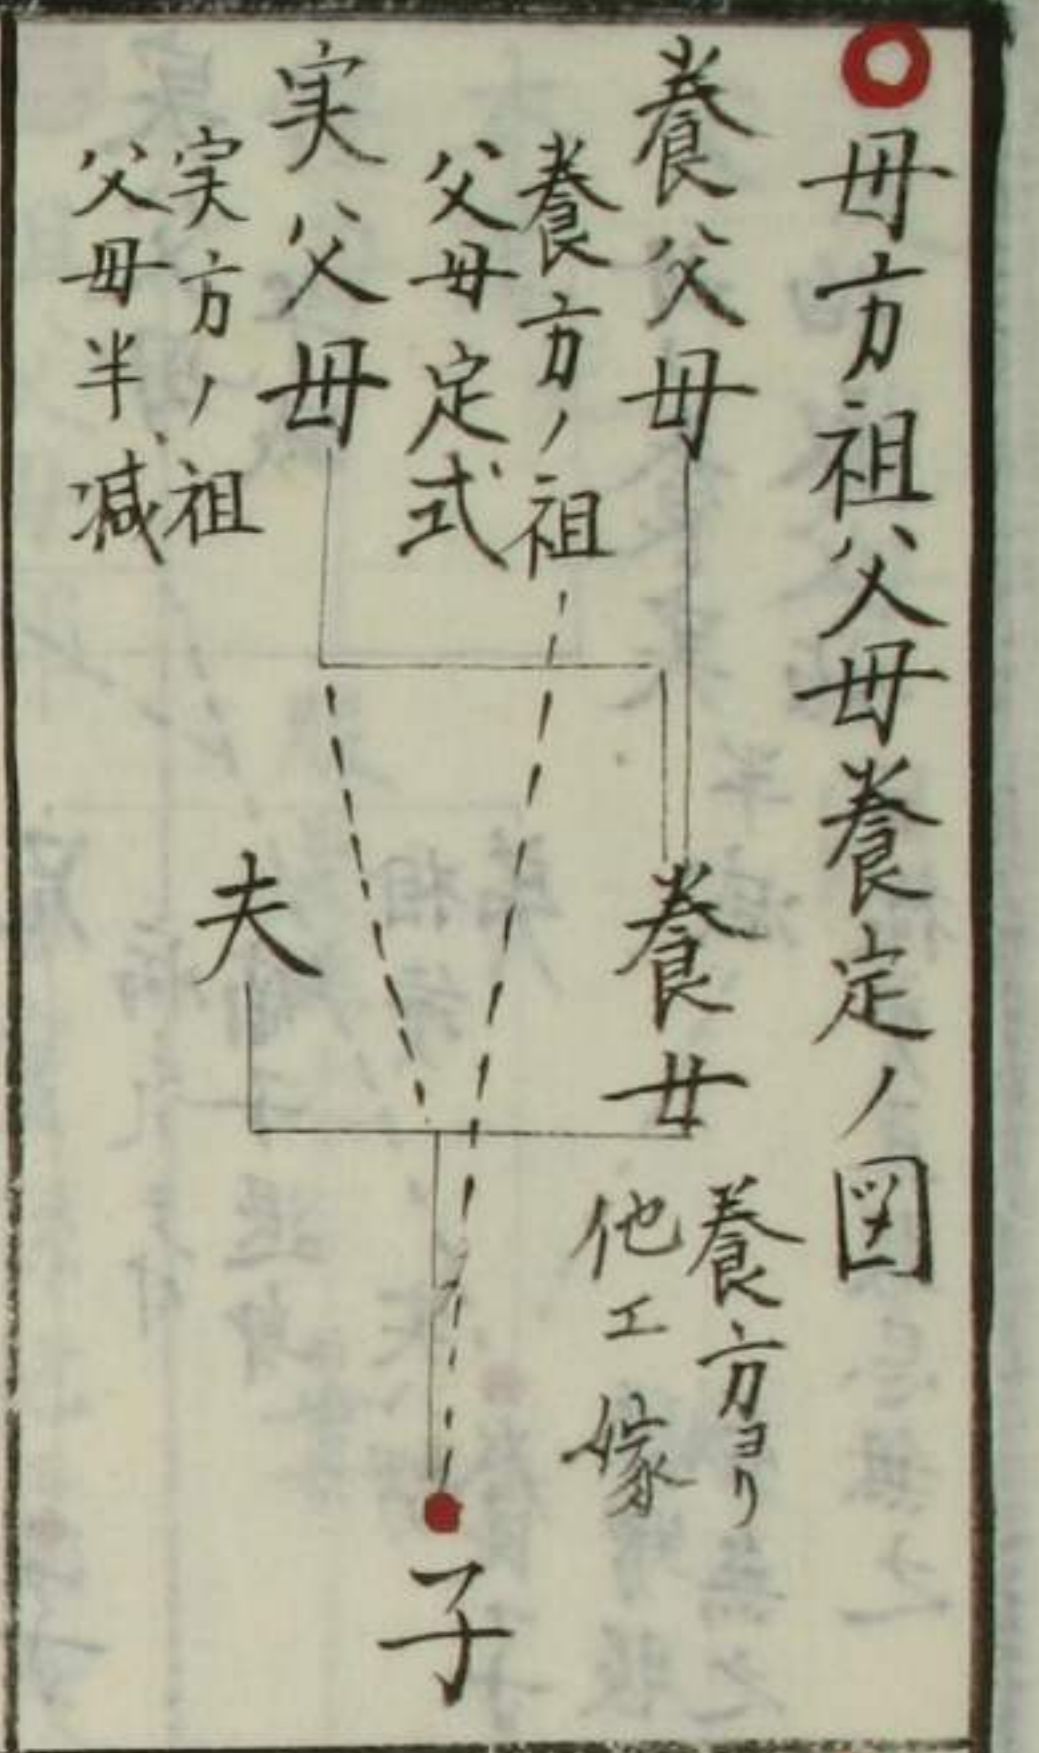 母方祖父母養定ノ図
養父母
養方ノ祖
父母定式
実父母
実方ノ祖
父母半減
養女
養方ヨリ
他エ嫁
夫
子